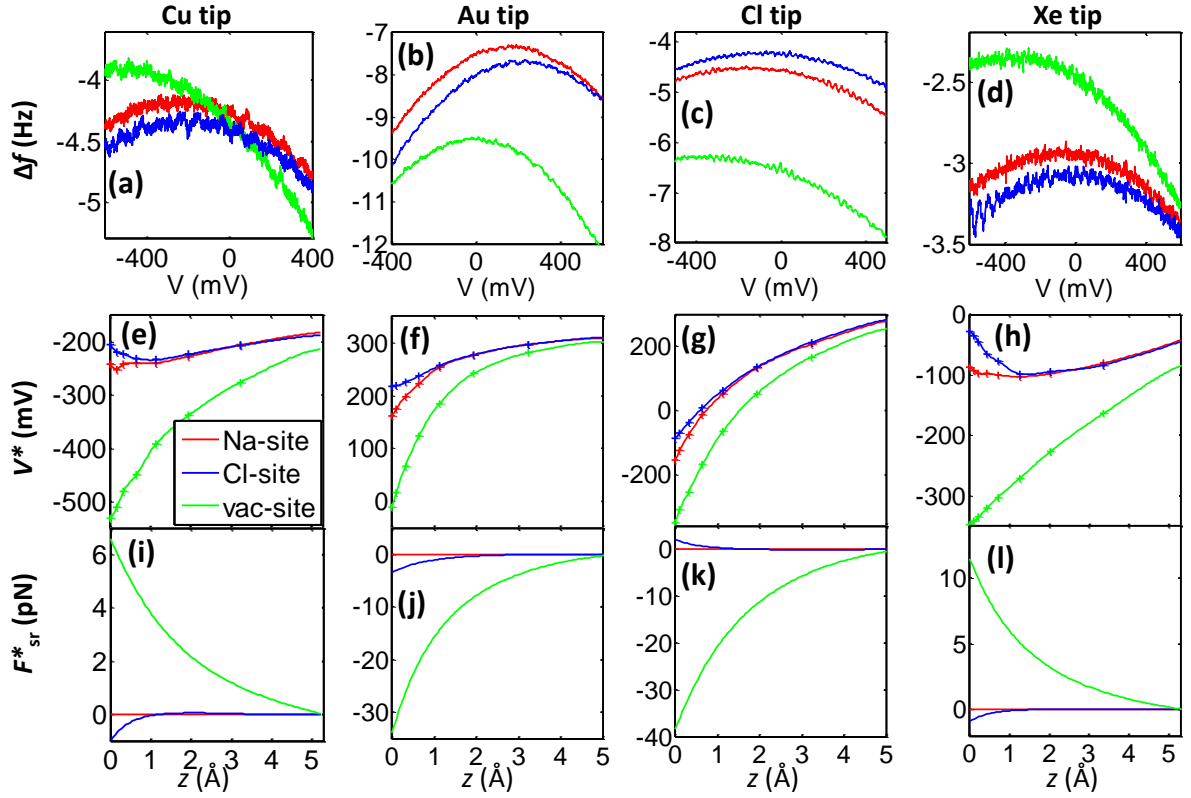 Cu tip Au tip Cl tip Xe tip
Δf (Hz)
-4
-4.5
-5
(a)
-400 0 400
V (mV)
-7
-8
-9
-10
-11
-12
(b)
-400 0 400
V (mV)
-4
-5
-6
-7
-8
(c)
-400 0 400
V (mV)
-2.5
-3
-3.5
(d)
-400 0 400
V (mV)
V* (mV)
-200
-300
-400
-500
(e)
Na-site
Cl-site
vac-site
300
200
100
0
(f)
200
0
-200
(g)
0
-100
-200
-300
(h)
F*sr (pN)
6
4
2
0
(i)
0 1 2 3 4 5
z (Å)
0
-10
-20
-30
(j)
0 1 2 3 4 5
z (Å)
0
-10
-20
-30
-40
(k)
0 1 2 3 4 5
z (Å)
10
5
0
(l)
0 1 2 3 4 5
z (Å)